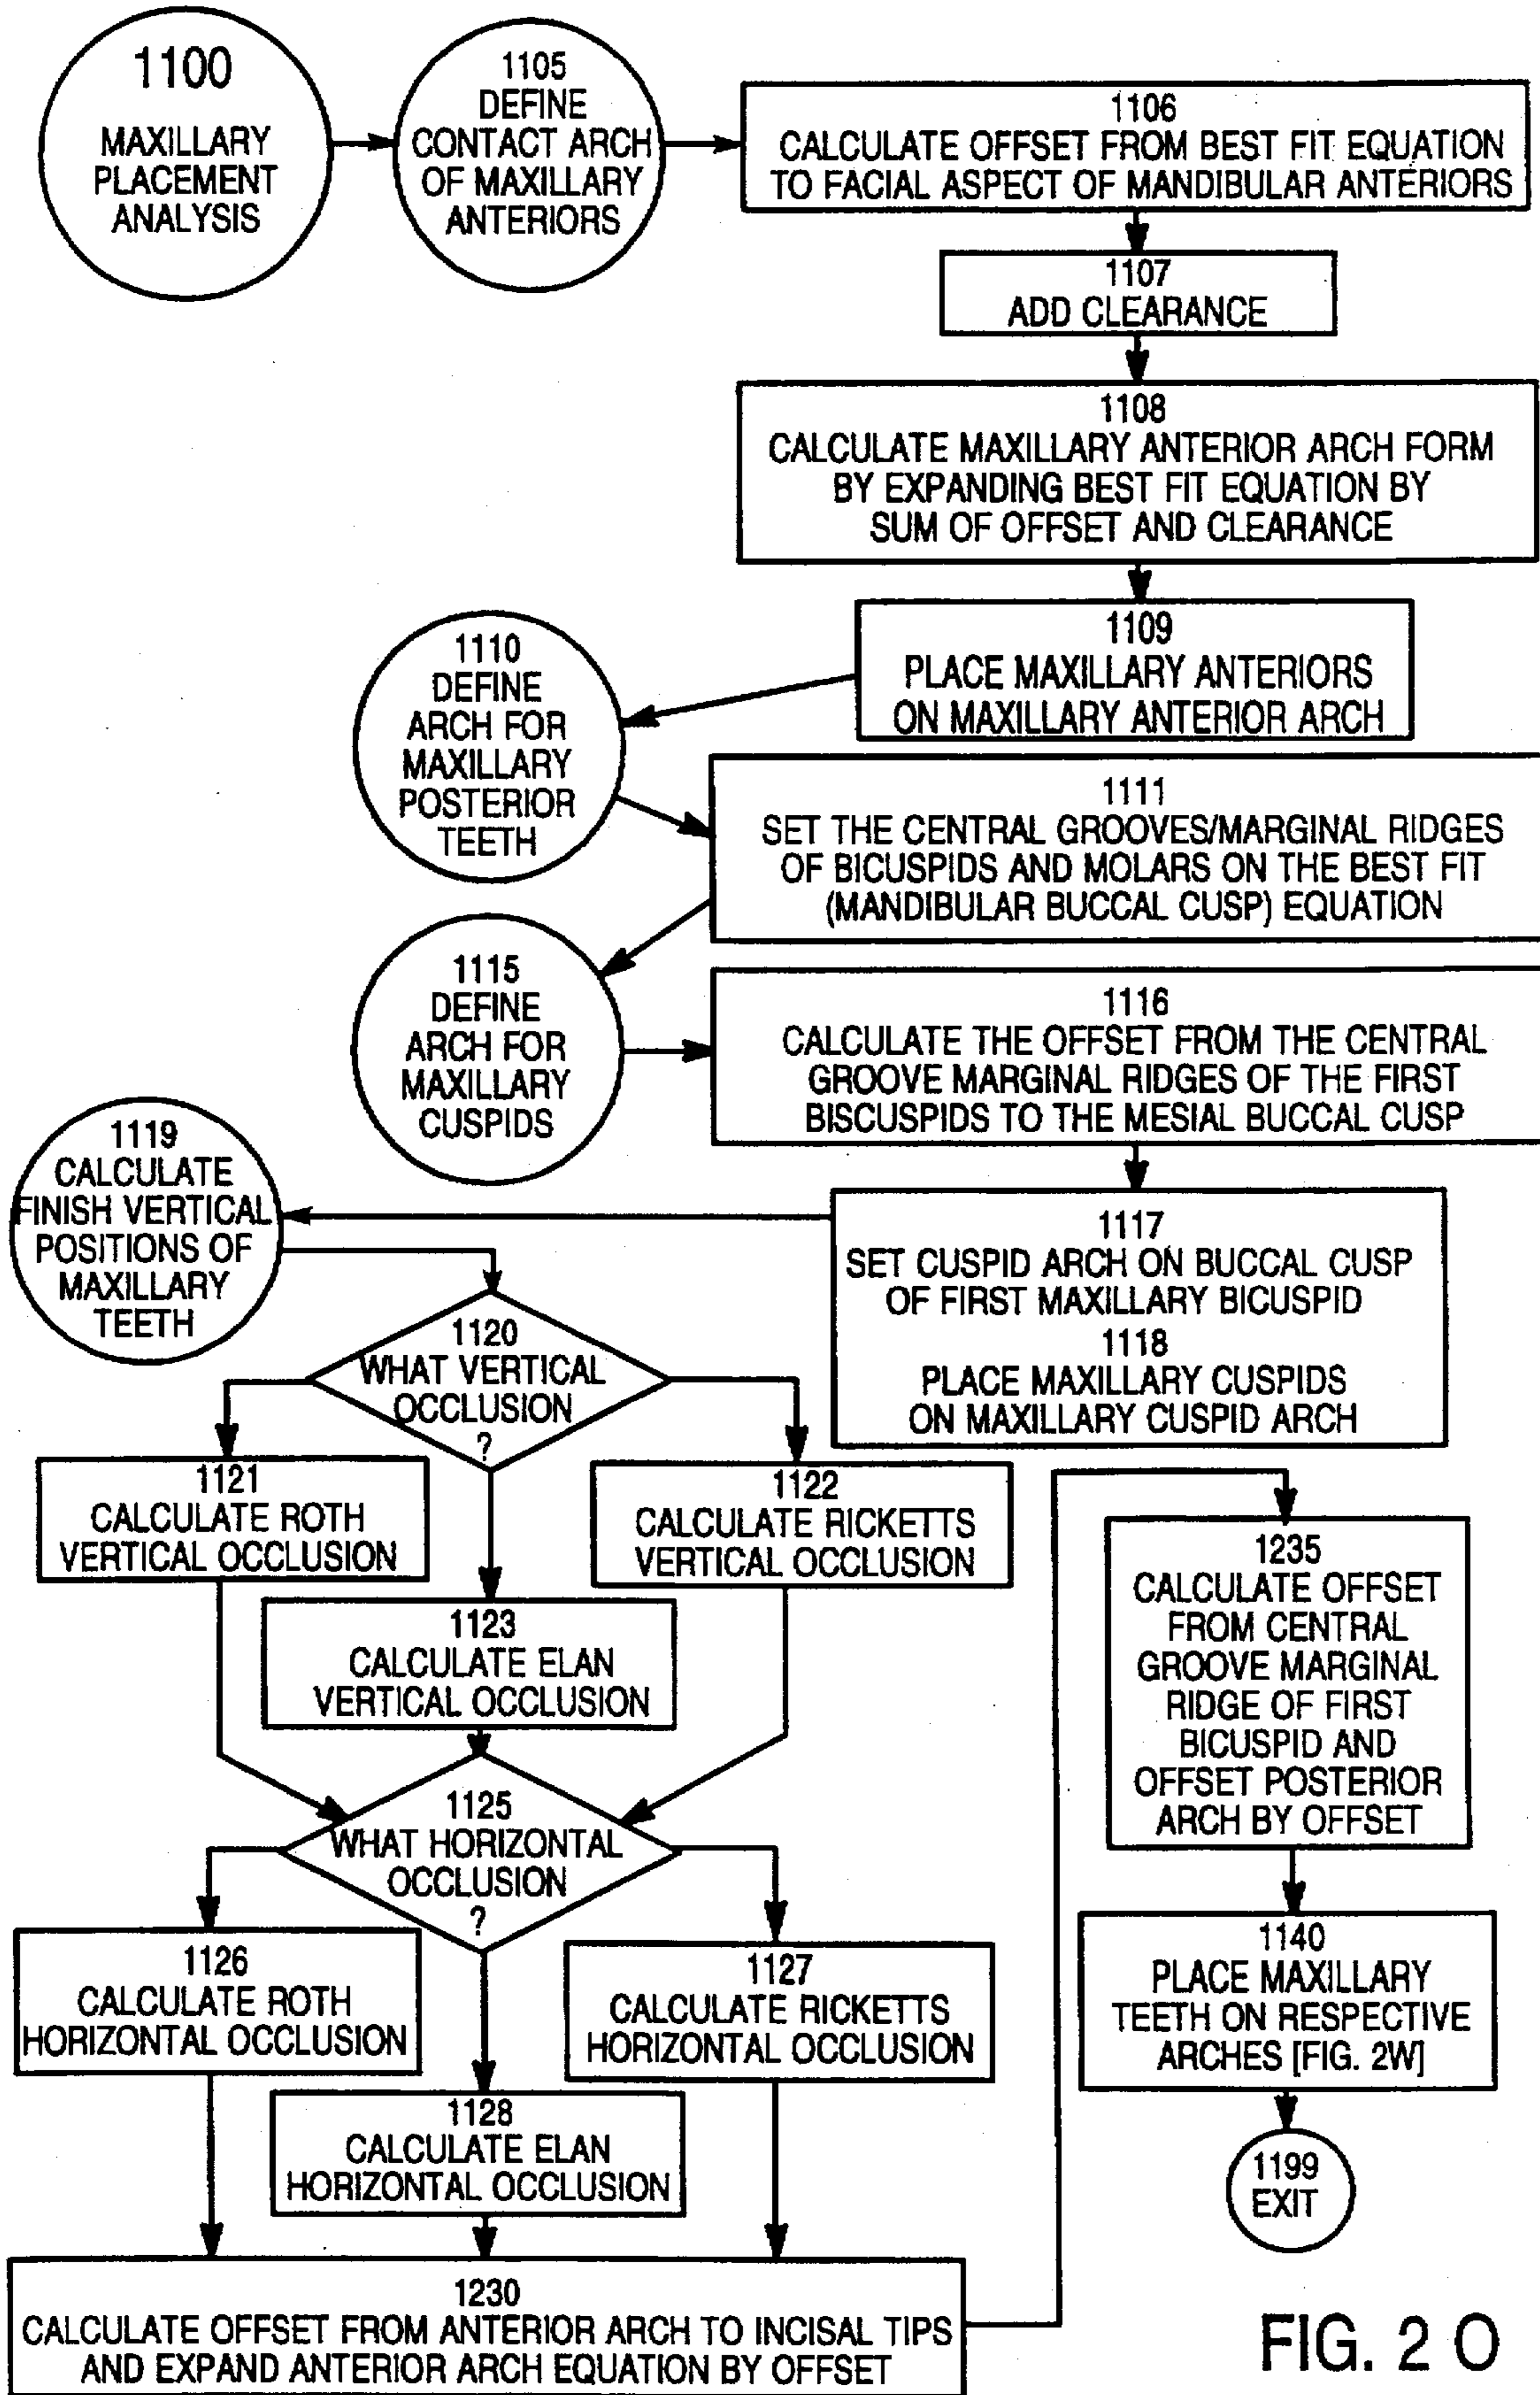 1100
MAXILLARY
PLACEMENT
ANALYSIS
1105
DEFINE
CONTACT ARCH
OF MAXILLARY
ANTERIORS
1106
CALCULATE OFFSET FROM BEST FIT EQUATION
TO FACIAL ASPECT OF MANDIBULAR ANTERIORS
1107
ADD CLEARANCE
1108
CALCULATE MAXILLARY ANTERIOR ARCH FORM
BY EXPANDING BEST FIT EQUATION BY
SUM OF OFFSET AND CLEARANCE
1109
PLACE MAXILLARY ANTERIORS
ON MAXILLARY ANTERIOR ARCH
1110
DEFINE
ARCH FOR
MAXILLARY
POSTERIOR
TEETH
1111
SET THE CENTRAL GROOVES/MARGINAL RIDGES
OF BICUSPIDS AND MOLARS ON THE BEST FIT
(MANDIBULAR BUCCAL CUSP) EQUATION
1115
DEFINE
ARCH FOR
MAXILLARY
CUSPIDS
1116
CALCULATE THE OFFSET FROM THE CENTRAL
GROOVE MARGINAL RIDGES OF THE FIRST
BISCUSPIDS TO THE MESIAL BUCCAL CUSP
1117
SET CUSPID ARCH ON BUCCAL CUSP
OF FIRST MAXILLARY BICUSPID
1118
PLACE MAXILLARY CUSPIDS
ON MAXILLARY CUSPID ARCH
1119
CALCULATE
FINISH VERTICAL
POSITIONS OF
MAXILLARY
TEETH
1120
WHAT VERTICAL
OCCLUSION
?
1121
CALCULATE ROTH
VERTICAL OCCLUSION
1122
CALCULATE RICKETTS
VERTICAL OCCLUSION
1123
CALCULATE ELAN
VERTICAL OCCLUSION
1125
WHAT HORIZONTAL
OCCLUSION
?
1126
CALCULATE ROTH
HORIZONTAL OCCLUSION
1127
CALCULATE RICKETTS
HORIZONTAL OCCLUSION
1128
CALCULATE ELAN
HORIZONTAL OCCLUSION
1230
CALCULATE OFFSET FROM ANTERIOR ARCH TO INCISAL TIPS
AND EXPAND ANTERIOR ARCH EQUATION BY OFFSET
1235
CALCULATE OFFSET
FROM CENTRAL
GROOVE MARGINAL
RIDGE OF FIRST
BICUSPID AND
OFFSET POSTERIOR
ARCH BY OFFSET
1140
PLACE MAXILLARY
TEETH ON RESPECTIVE
ARCHES [FIG. 2W]
1199
EXIT
FIG. 2 O